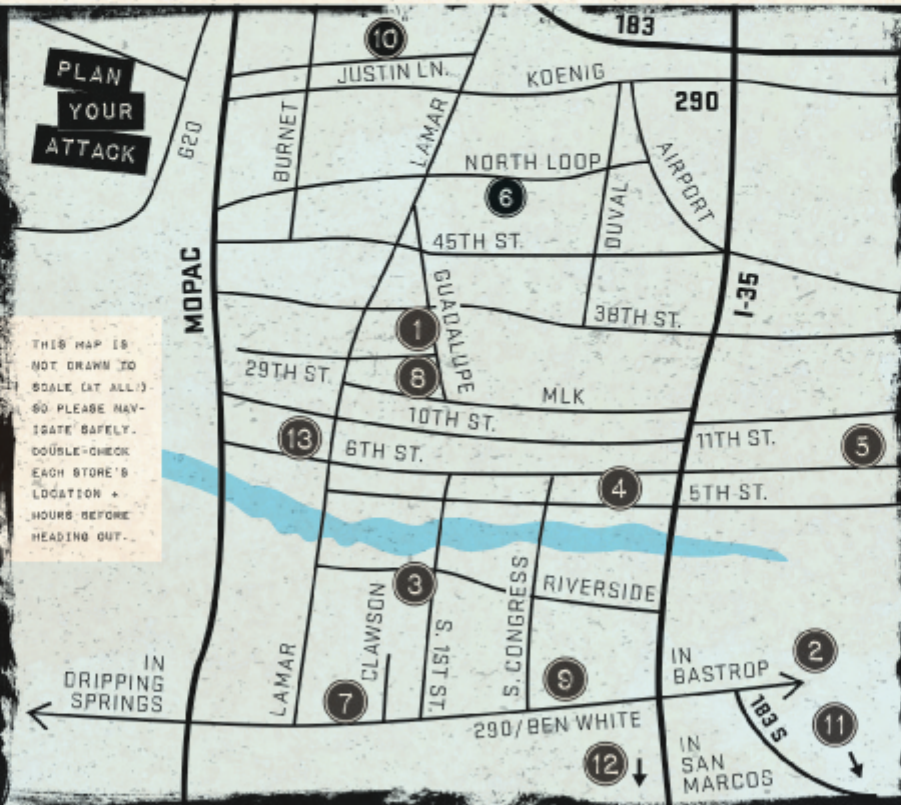 PLAN
YOUR
ATTACK
G20
MOPAC
BURNET
10
JUSTIN LN.
LAMAR
KOENIG
183
290
NORTH LOOP
6
DUVAL
AIRPORT
45TH ST.
I-35
GUADALUPE
38TH ST.
1
29TH ST.
8
MLK
10TH ST.
11TH ST.
13
6TH ST.
5
4
5TH ST.
THIS MAP IS
NOT DRAWN TO
SCALE (AT ALL!)
SO PLEASE NAV-
IGATE SAFELY.
DOUBLE-CHECK
EACH STORE'S
LOCATION +
HOURS BEFORE
HEADING OUT.
3
RIVERSIDE
LAMAR
CLAWSON
S. 1ST ST.
S. CONGRESS
IN
DRIPPING
SPRINGS
7
9
IN
BASTROP
2
290/BEN WHITE
183 S
11
12
IN
SAN
MARCOS